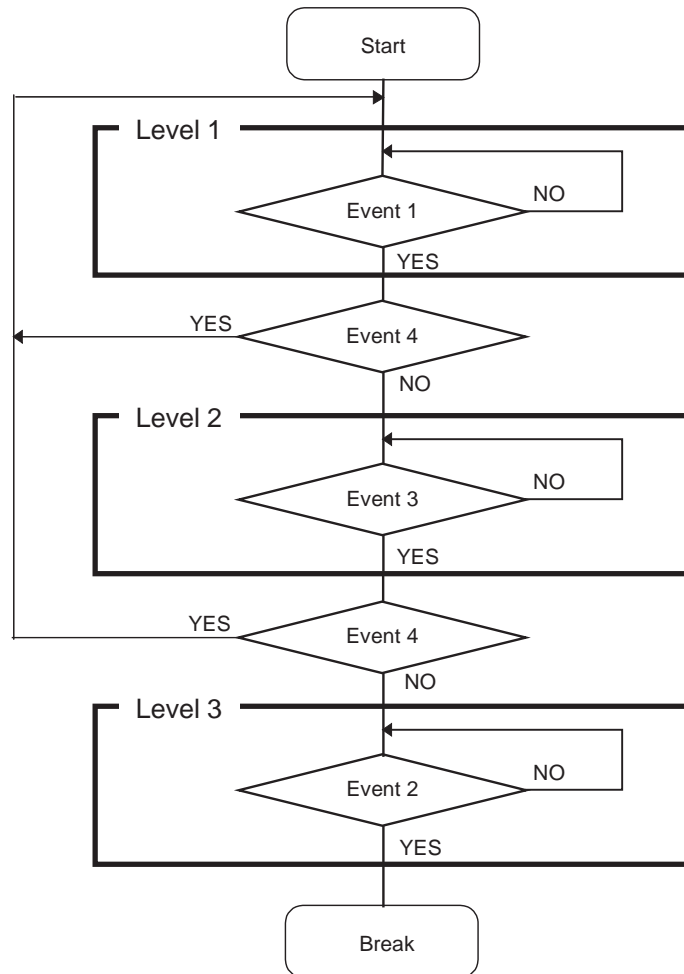 Start
Level 1
Event 1
NO
YES
YES
Event 4
NO
Level 2
Event 3
NO
YES
YES
Event 4
NO
Level 3
Event 2
NO
YES
Break